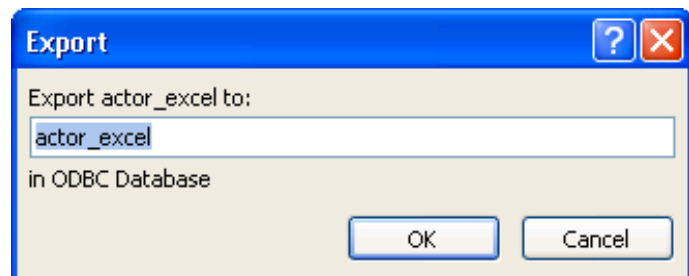 Export
Export actor_excel to:
actor_excel
in ODBC Database
OK Cancel